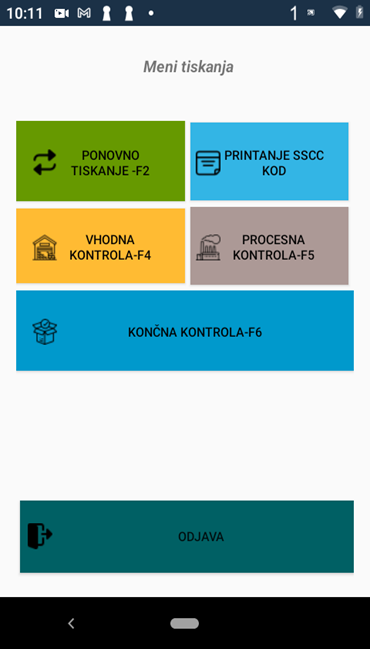 10:11
1
Meni tiskanja
PONOVNO
TISKANJE -F2
PRINTANJE SSCC
KOD
VHODNA
KONTROLA-F4
PROCESNA
KONTROLA-F5
KONČNA KONTROLA-F6
ODJAVA